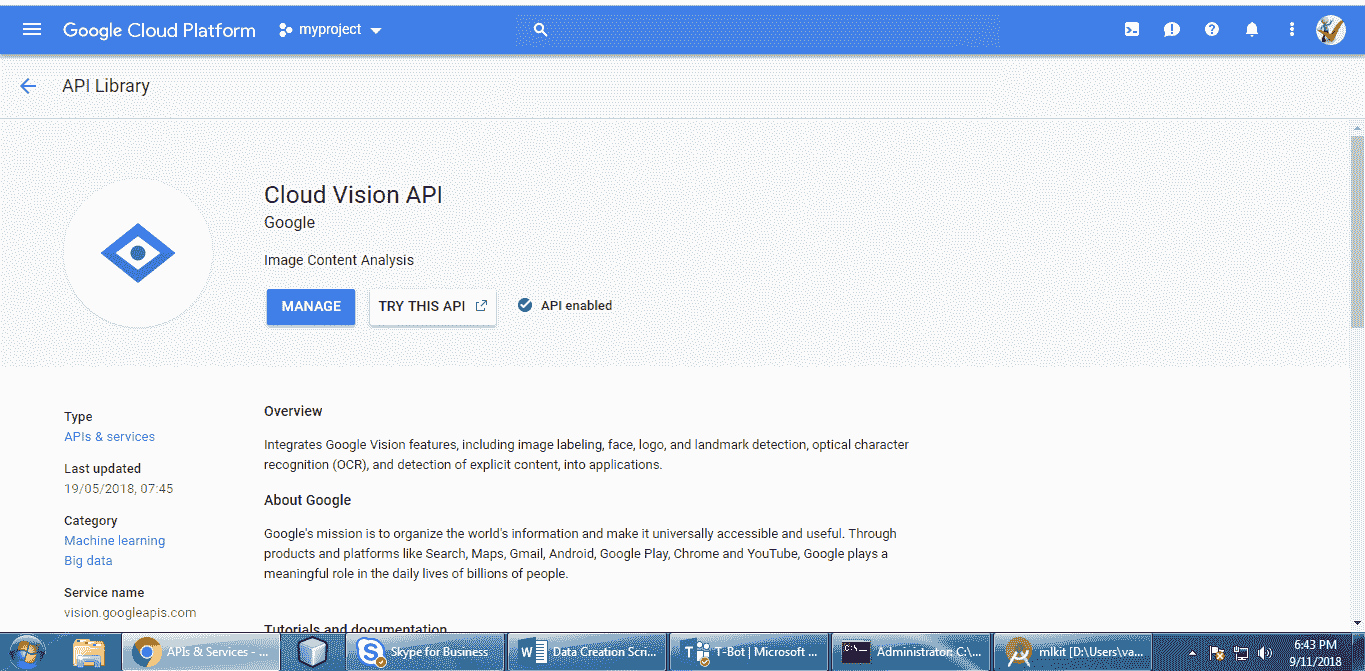 Google Cloud Platform myproject
API Library
Cloud Vision API
Google
Image Content Analysis
MANAGE TRY THIS API API enabled
Type
APIs & services
Last updated
19/05/2018, 07:45
Category
Machine learning
Big data
Service name
vision.googleapis.com
Overview
Integrates Google Vision features, including image labeling, face, logo, and landmark detection, optical character
recognition (OCR), and detection of explicit content, into applications.
About Google
Google's mission is to organize the world's information and make it universally accessible and useful. Through
products and platforms like Search, Maps, Gmail, Android, Google Play, Chrome and YouTube, Google plays a
meaningful role in the daily lives of billions of people.
Tutorials and documentation
APIs & Services - ...
Skype for Business
Data Creation Scri...
T-Bot | Microsoft ...
Administrator: C:\...
mlkit [D:\Users\va...
6:43 PM
9/11/2018